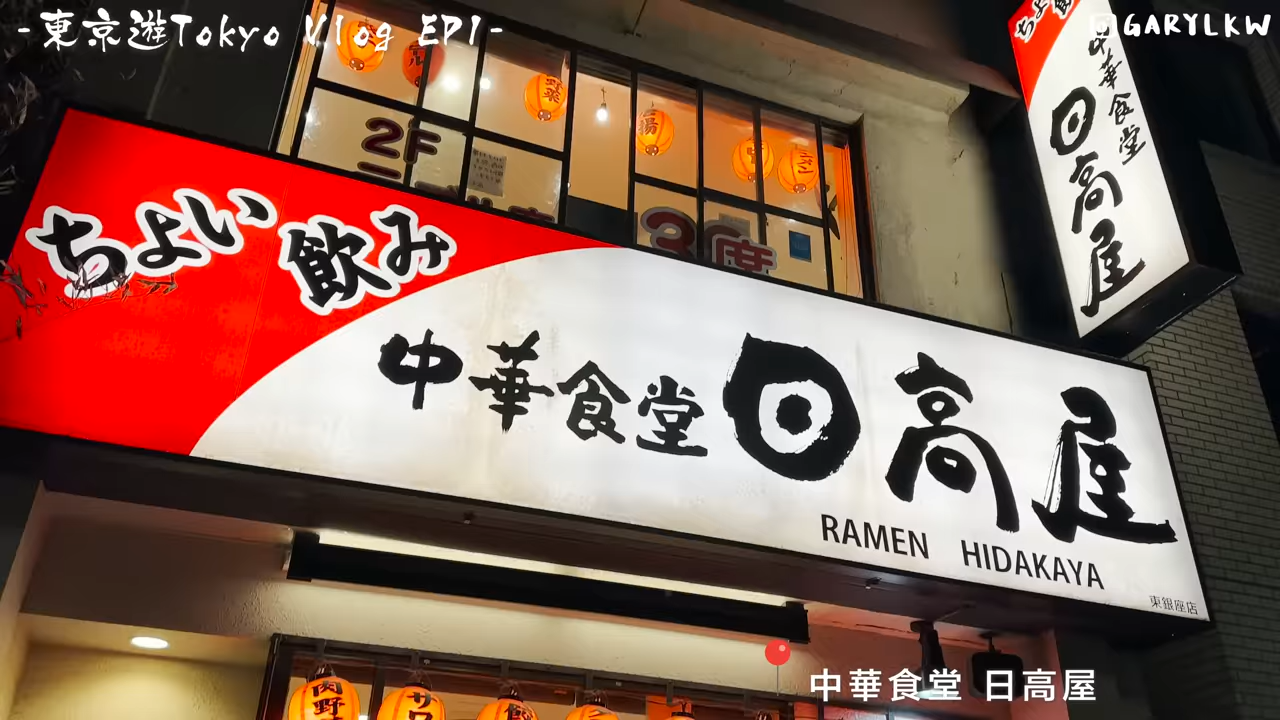 -東京遊Tokyo Vlog EP1-
@GARYLKW
2F
ちょい飲み
中華食堂 日高屋
RAMEN HIDAKAYA
東銀座店
中華食堂
日高屋
中華食堂 日高屋